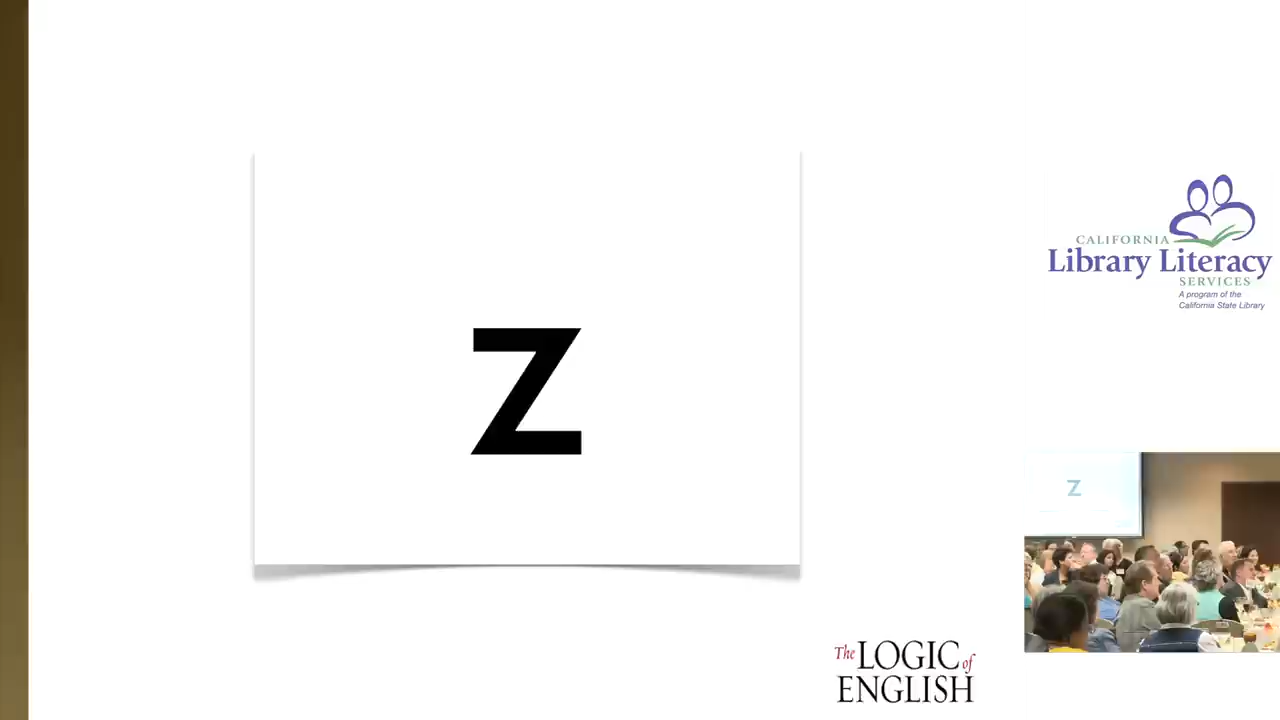 z
CALIFORNIA
Library Literacy
SERVICES
A program of the
California State Library
z
The LOGIC of
ENGLISH